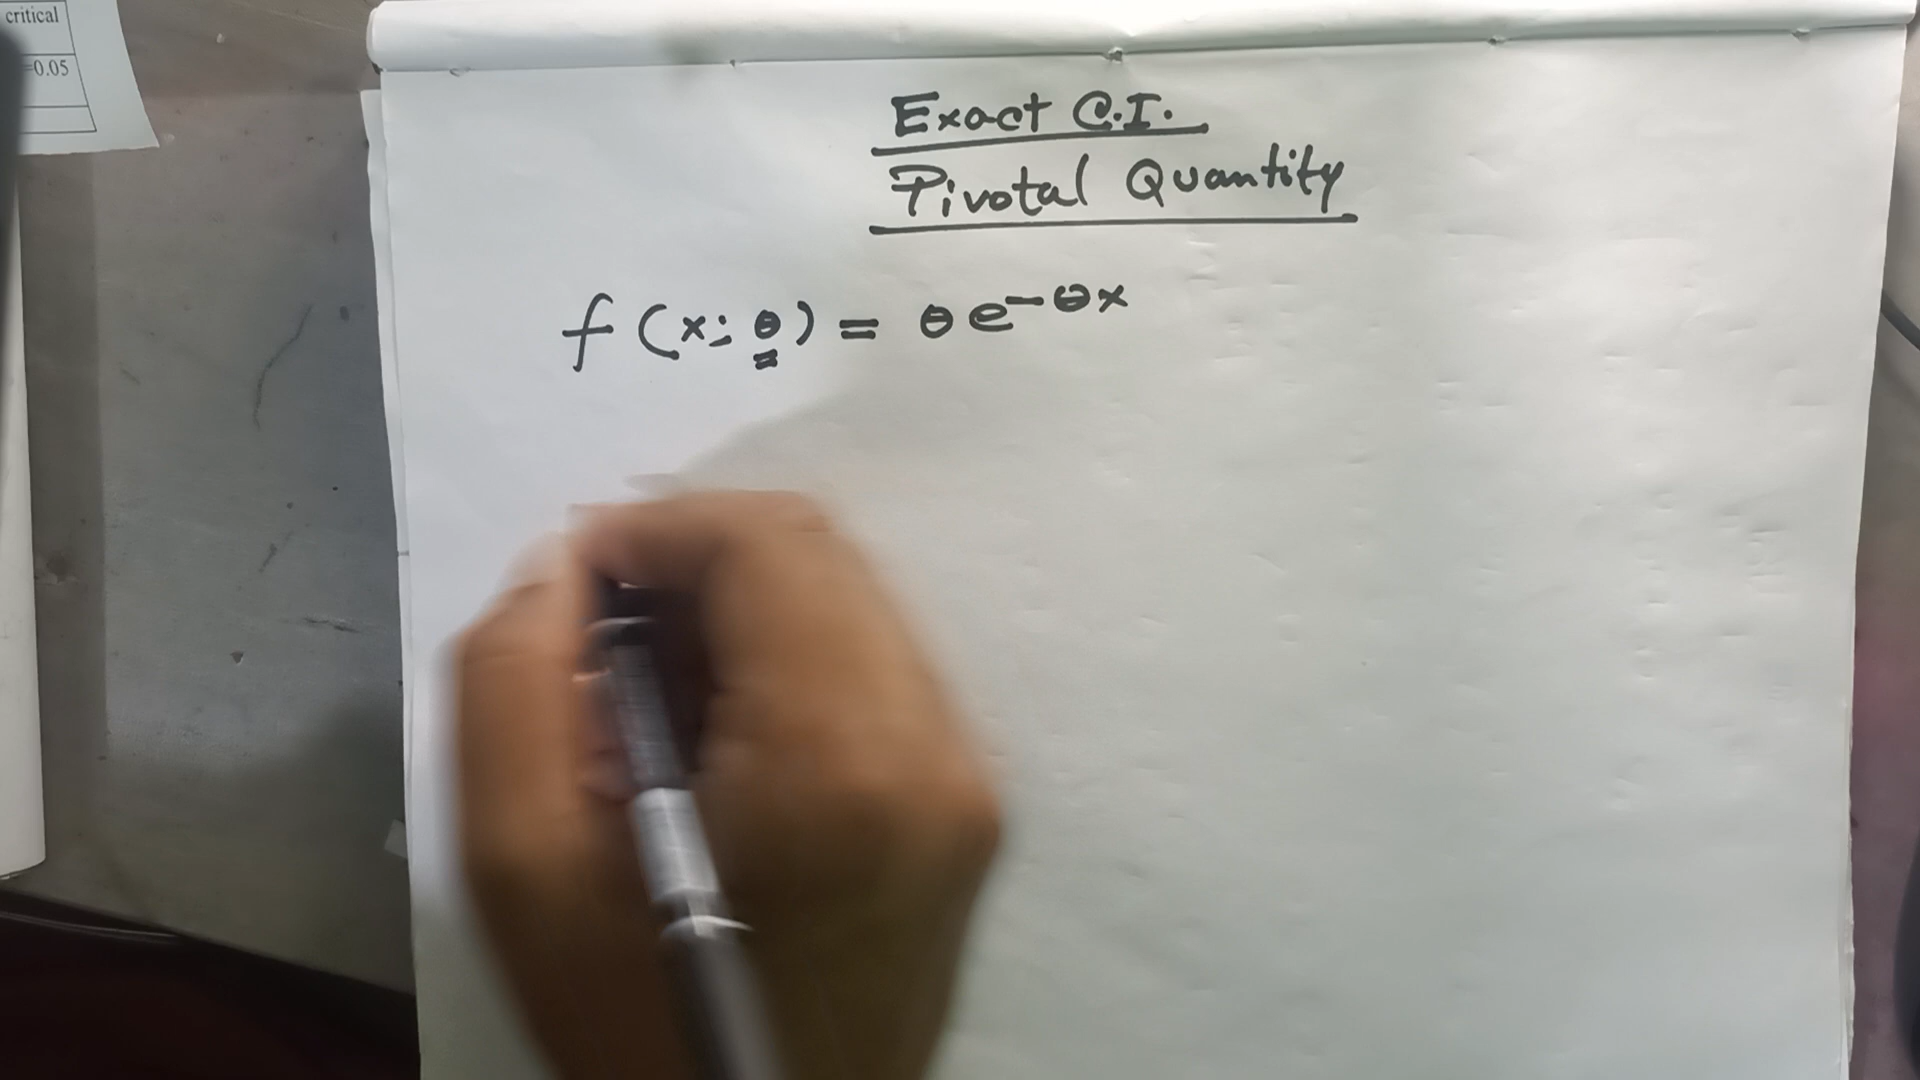 critical
=0.05
Exact C.I.
Pivotal Quantity
f(x; θ) = θe^{-θx}